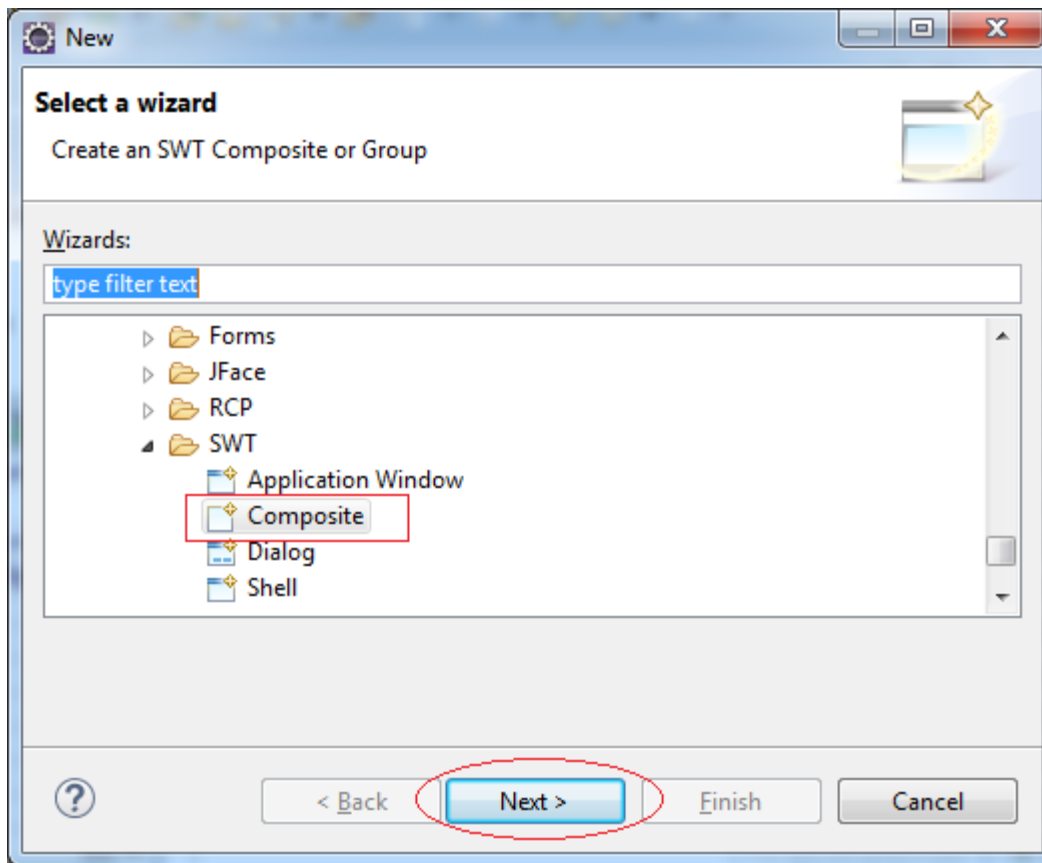 New
Select a wizard
Create an SWT Composite or Group
Wizards:
type filter text
Forms
JFace
RCP
SWT
Application Window
Composite
Dialog
Shell
?
< Back Next > Finish Cancel